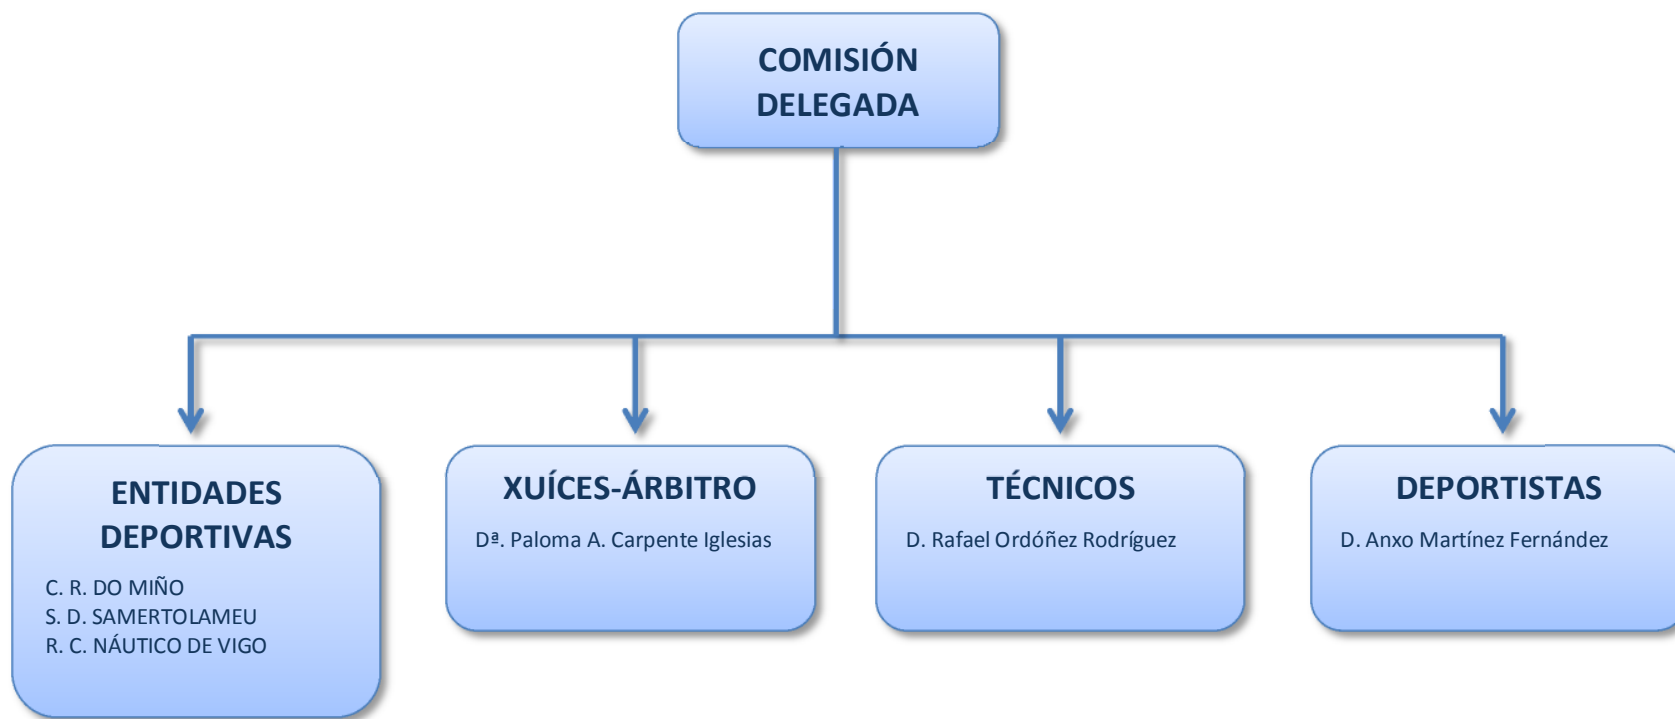 COMISIÓN
DELEGADA
ENTIDADES
DEPORTIVAS
C. R. DO MIÑO
S. D. SAMERTOLAMEU
R. C. NÁUTICO DE VIGO
XUÍCES-ÁRBITRO
Dª. Paloma A. Carpente Iglesias
TÉCNICOS
D. Rafael Ordóñez Rodríguez
DEPORTISTAS
D. Anxo Martínez Fernández